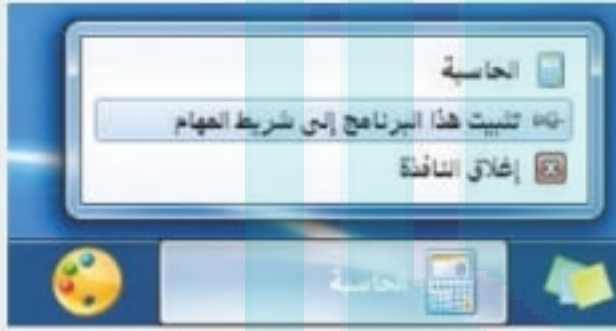 الحاسبة
تثبيت هذا البرنامج إلى شريط المهام
إغلاق النافذة
الحاسبة